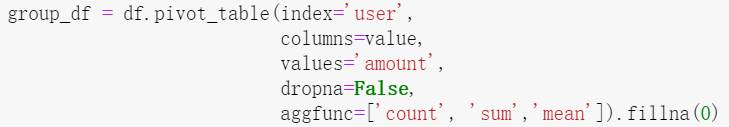 group_df = df.pivot_table(index='user',
columns=value,
values='amount',
dropna=False,
aggfunc=['count', 'sum','mean']).fillna(0)